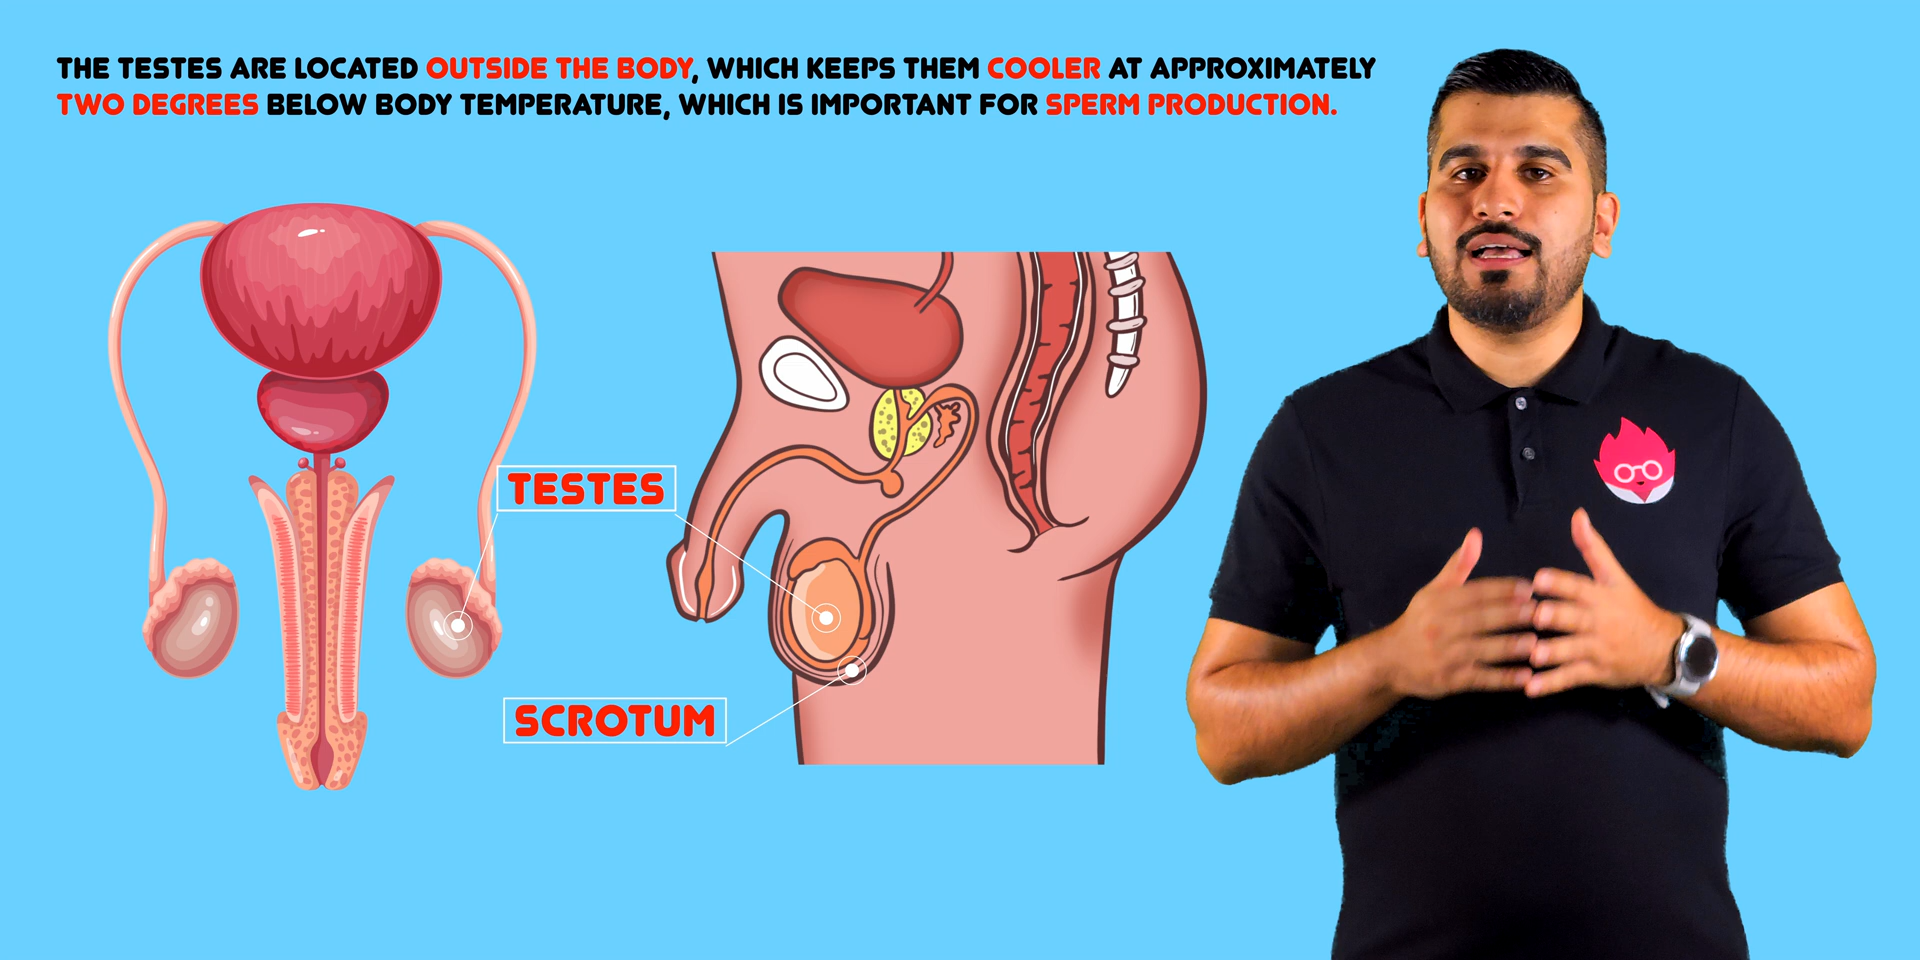 THE TESTES ARE LOCATED OUTSIDE THE BODY, WHICH KEEPS THEM COOLER AT APPROXIMATELY
TWO DEGREES BELOW BODY TEMPERATURE, WHICH IS IMPORTANT FOR SPERM PRODUCTION.
TESTES
SCROTUM